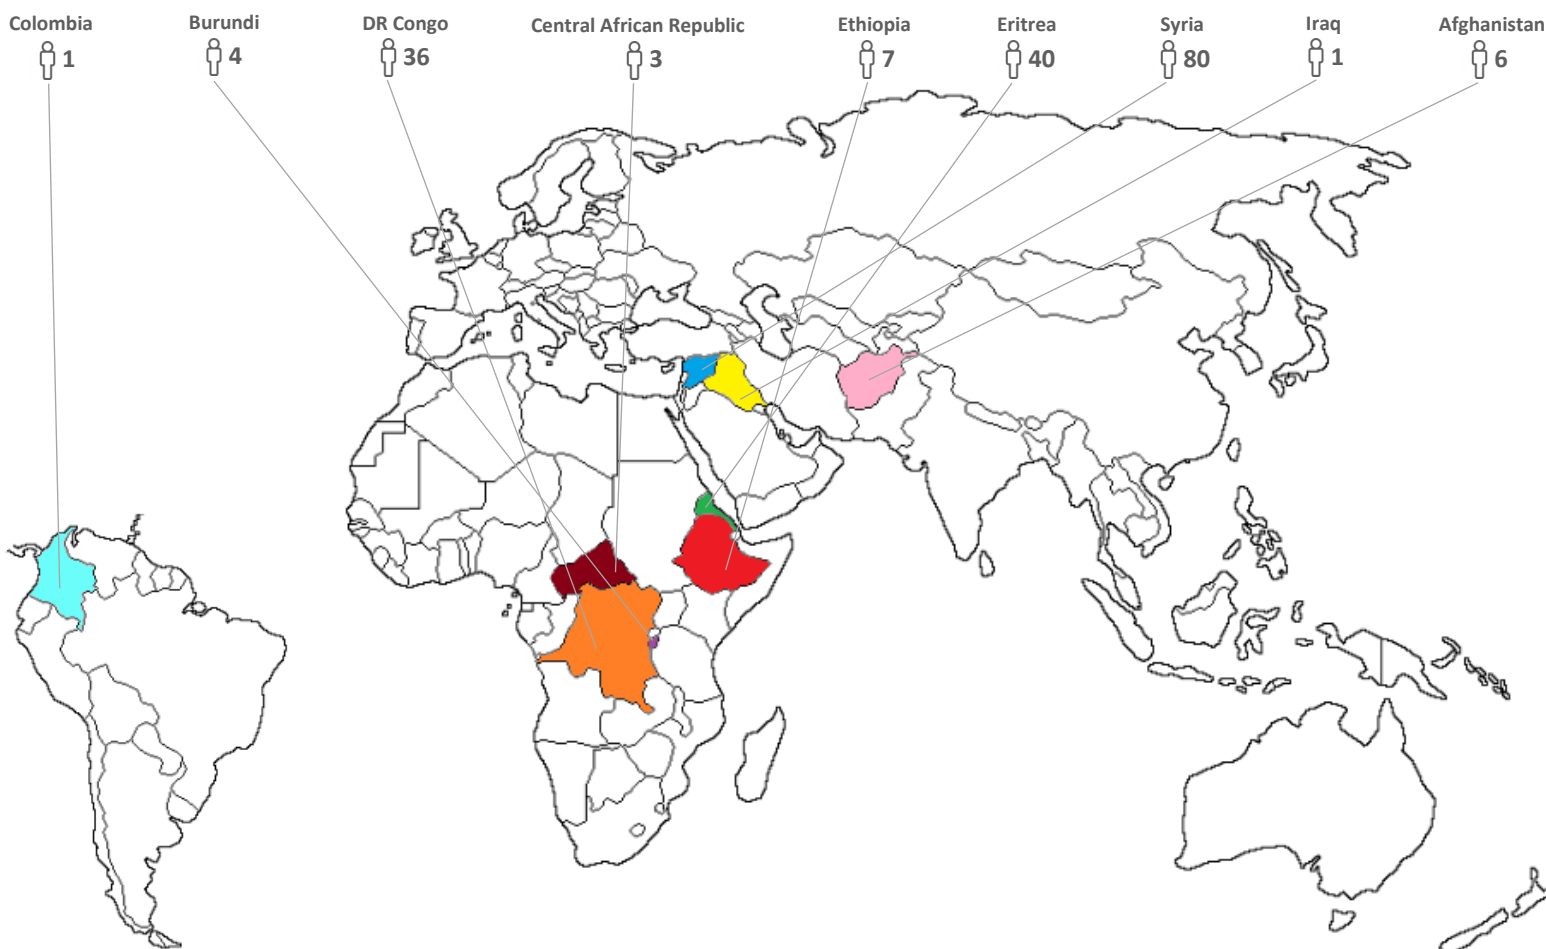 Colombia
1
Burundi
4
DR Congo
36
Central African Republic
3
Ethiopia
7
Eritrea
40
Syria
80
Iraq
1
Afghanistan
6